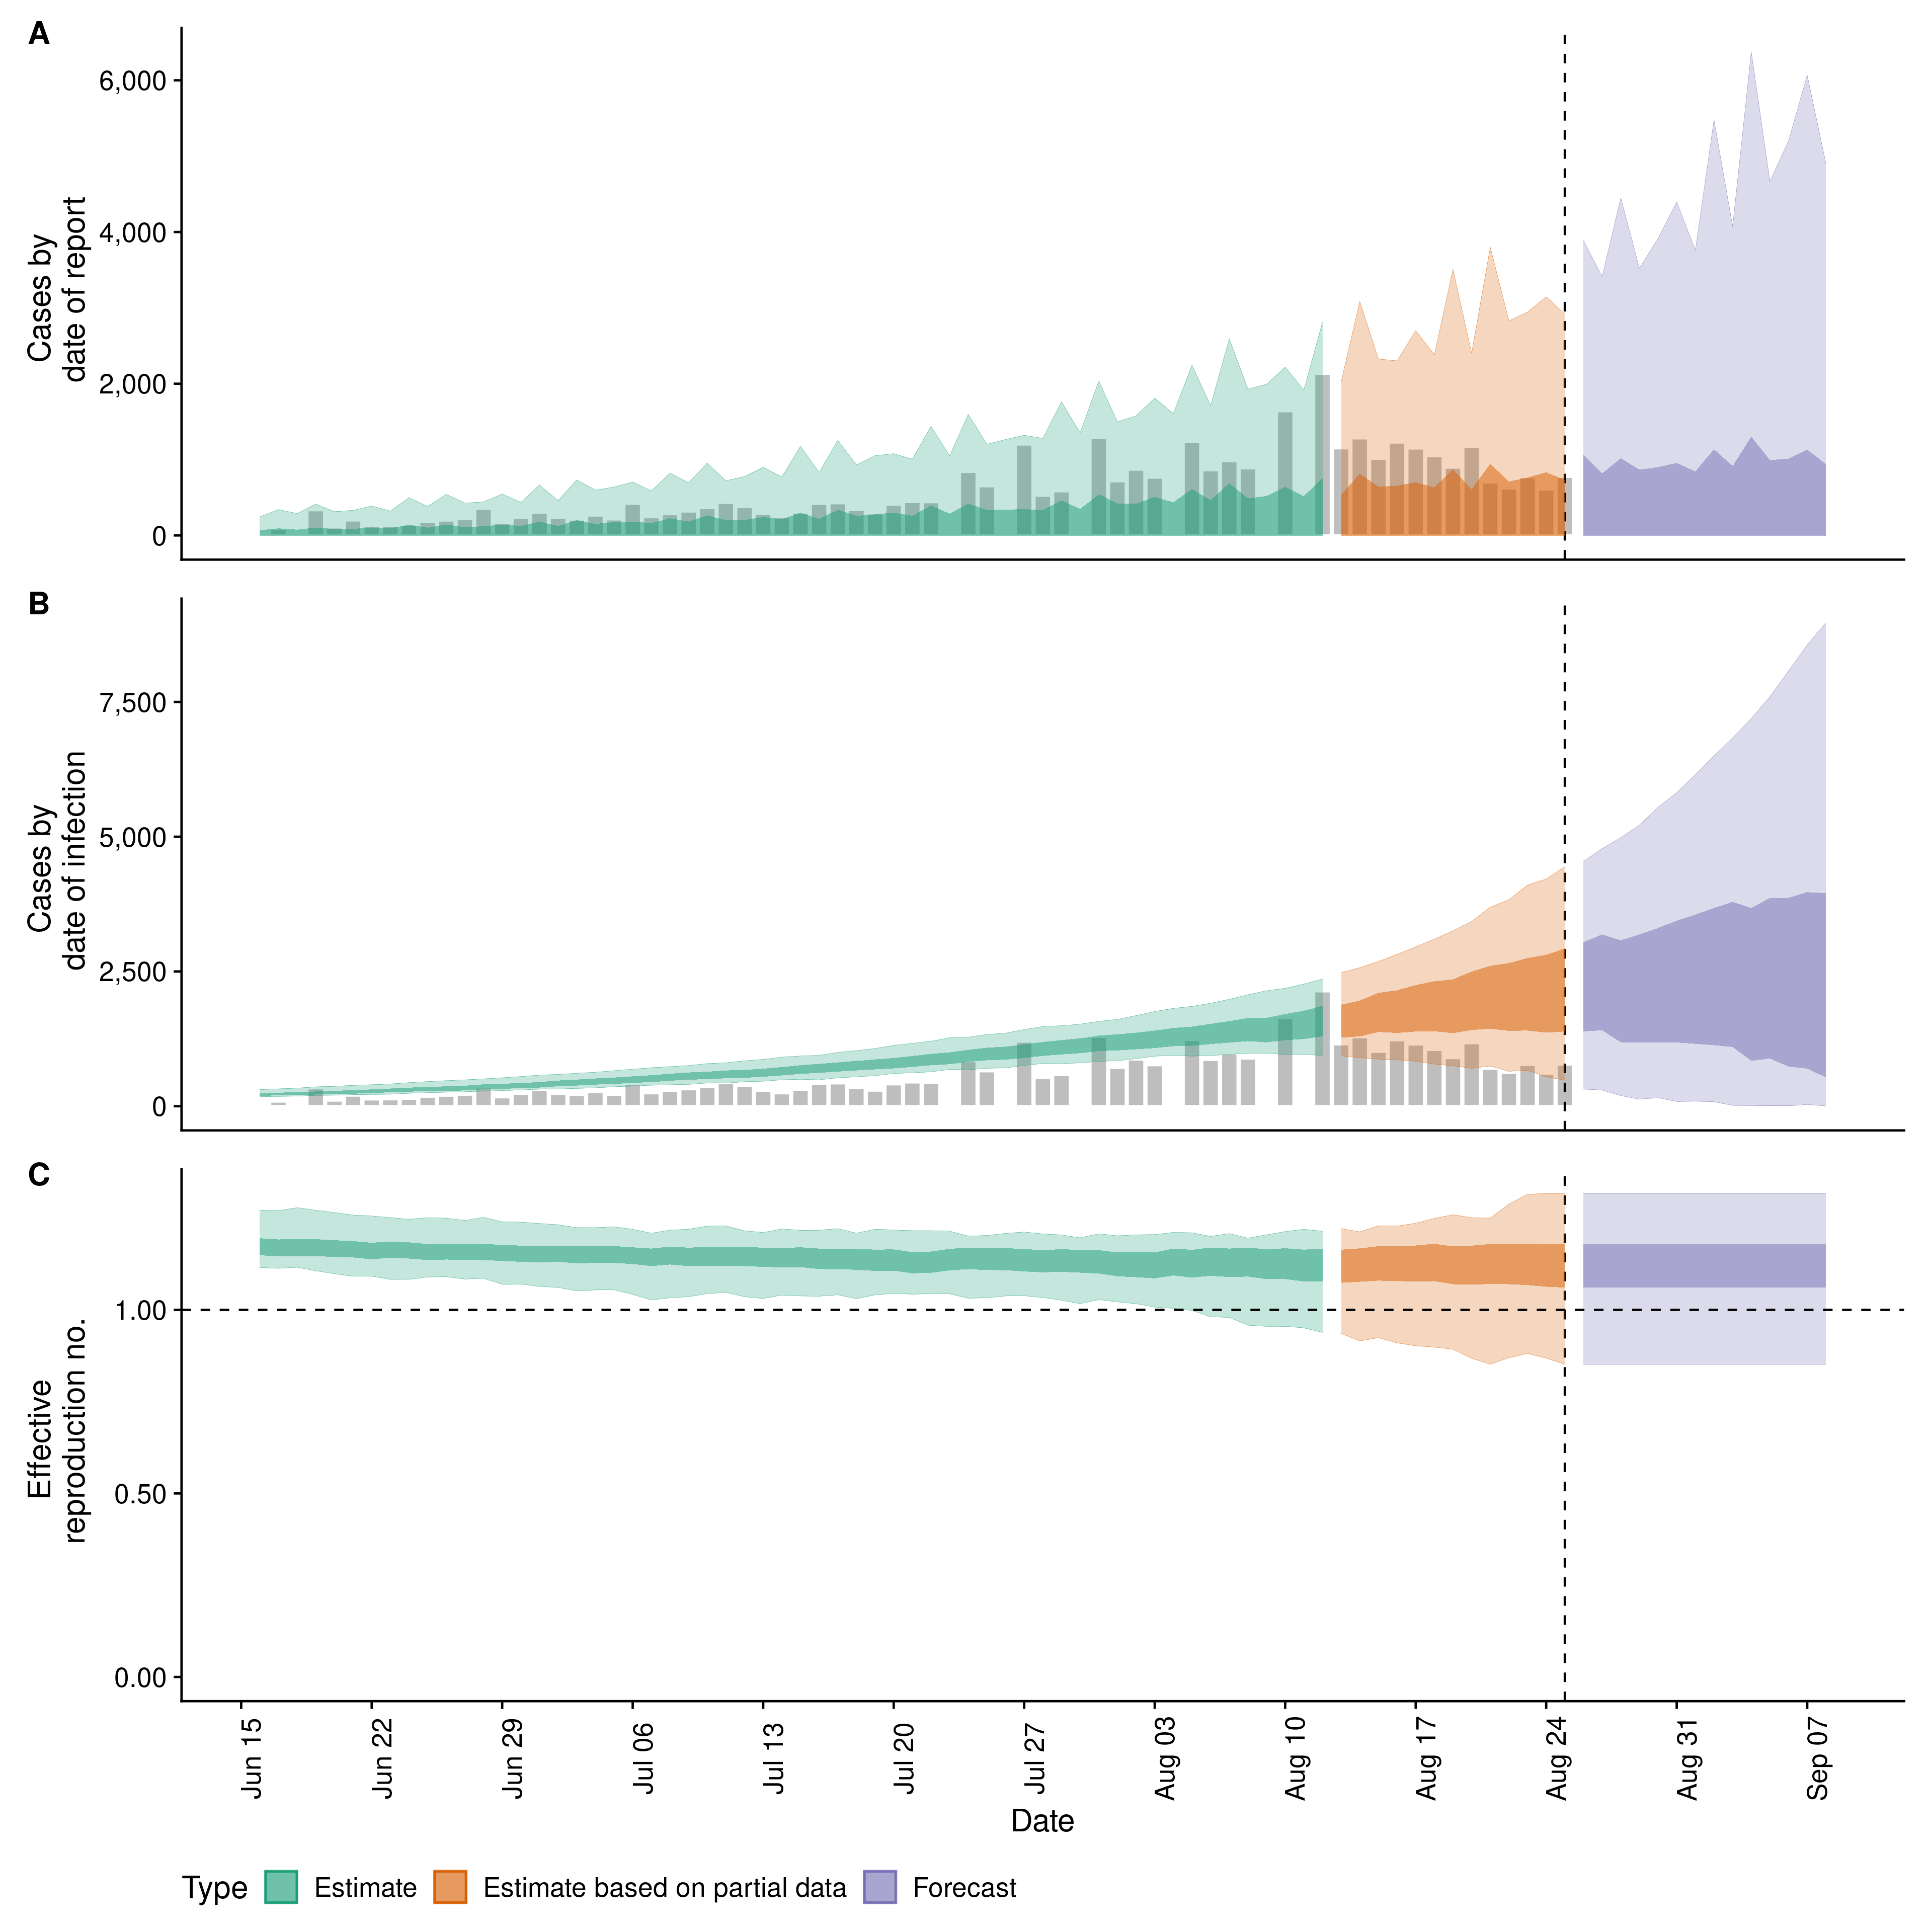 A
Cases by
date of report
6,000
4,000
2,000
0
B
Cases by
date of infection
7,500
5,000
2,500
0
C
Effective
reproduction no.
1.00
0.50
0.00
Jun 15
Jun 22
Jun 29
Jul 06
Jul 13
Jul 20
Jul 27
Aug 03
Aug 10
Aug 17
Aug 24
Aug 31
Sep 07
Date
Type Estimate Estimate based on partial data Forecast